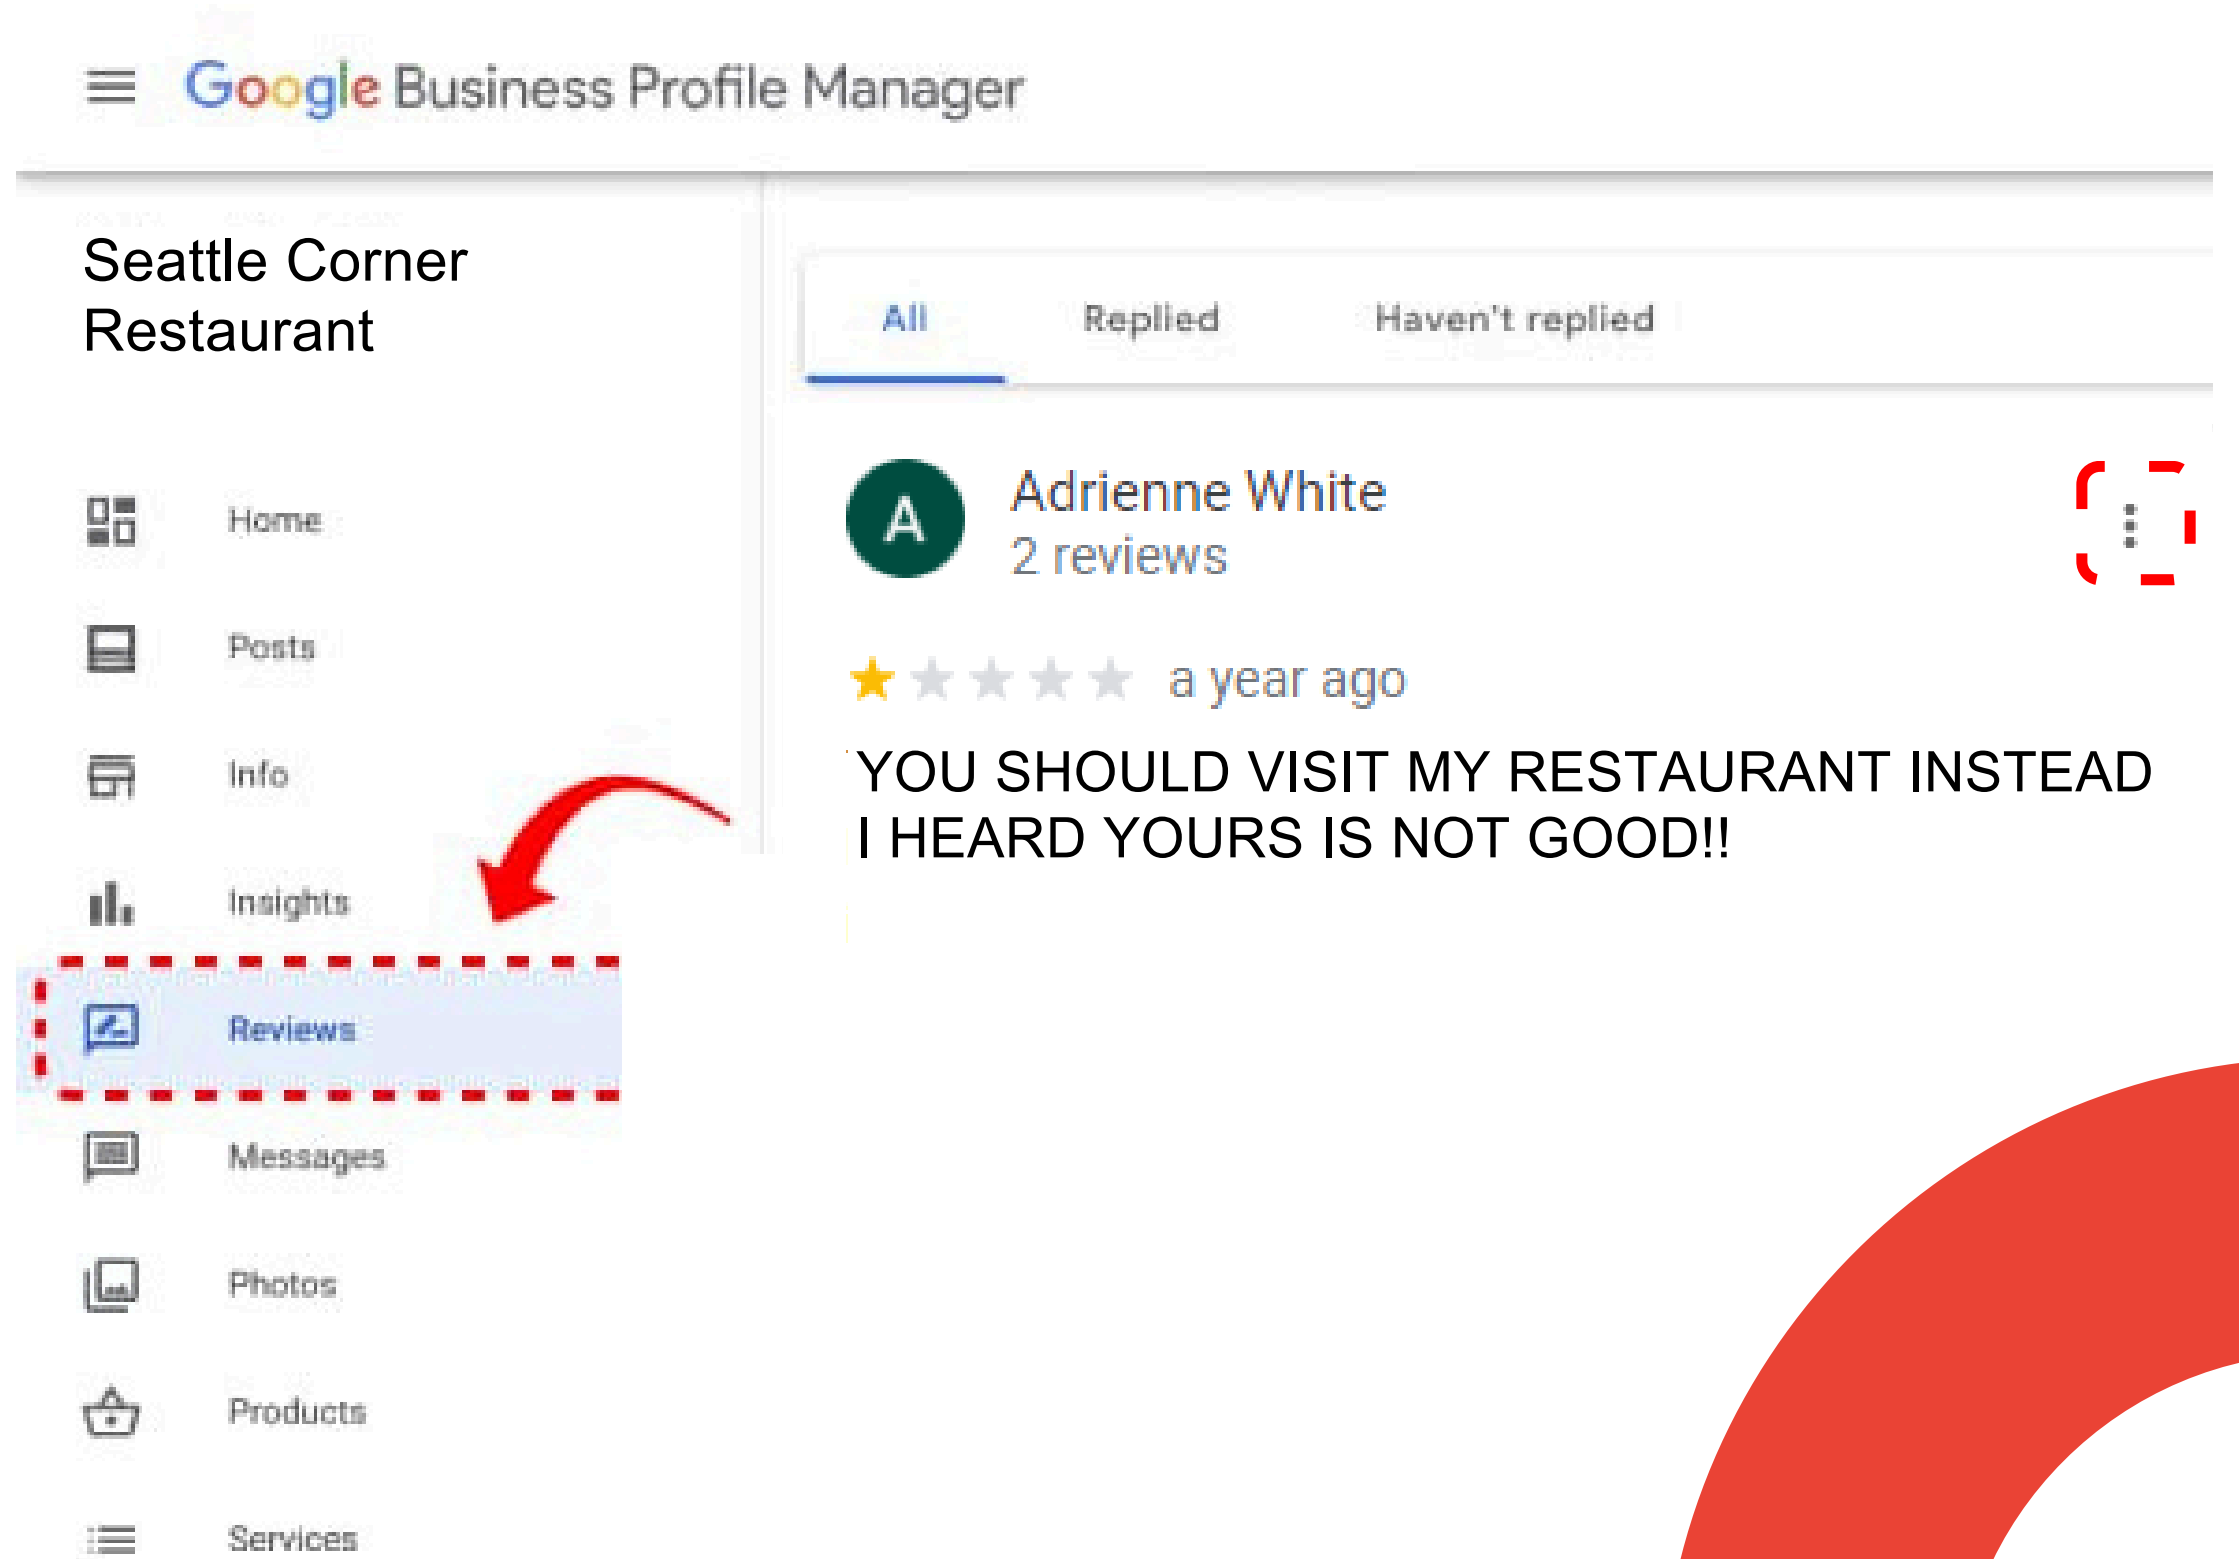 Google Business Profile Manager
Seattle Corner
Restaurant
Home
Posts
Info
Insights
Reviews
Messages
Photos
Products
Services
All
Replied
Haven't replied
A
Adrienne White
2 reviews
a year ago
YOU SHOULD VISIT MY RESTAURANT INSTEAD
I HEARD YOURS IS NOT GOOD!!